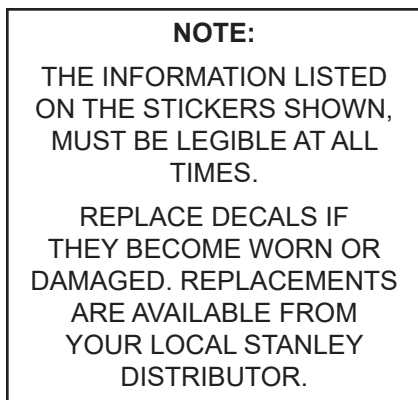 NOTE:
THE INFORMATION LISTED
ON THE STICKERS SHOWN,
MUST BE LEGIBLE AT ALL
TIMES.
REPLACE DECALS IF
THEY BECOME WORN OR
DAMAGED. REPLACEMENTS
ARE AVAILABLE FROM
YOUR LOCAL STANLEY
DISTRIBUTOR.